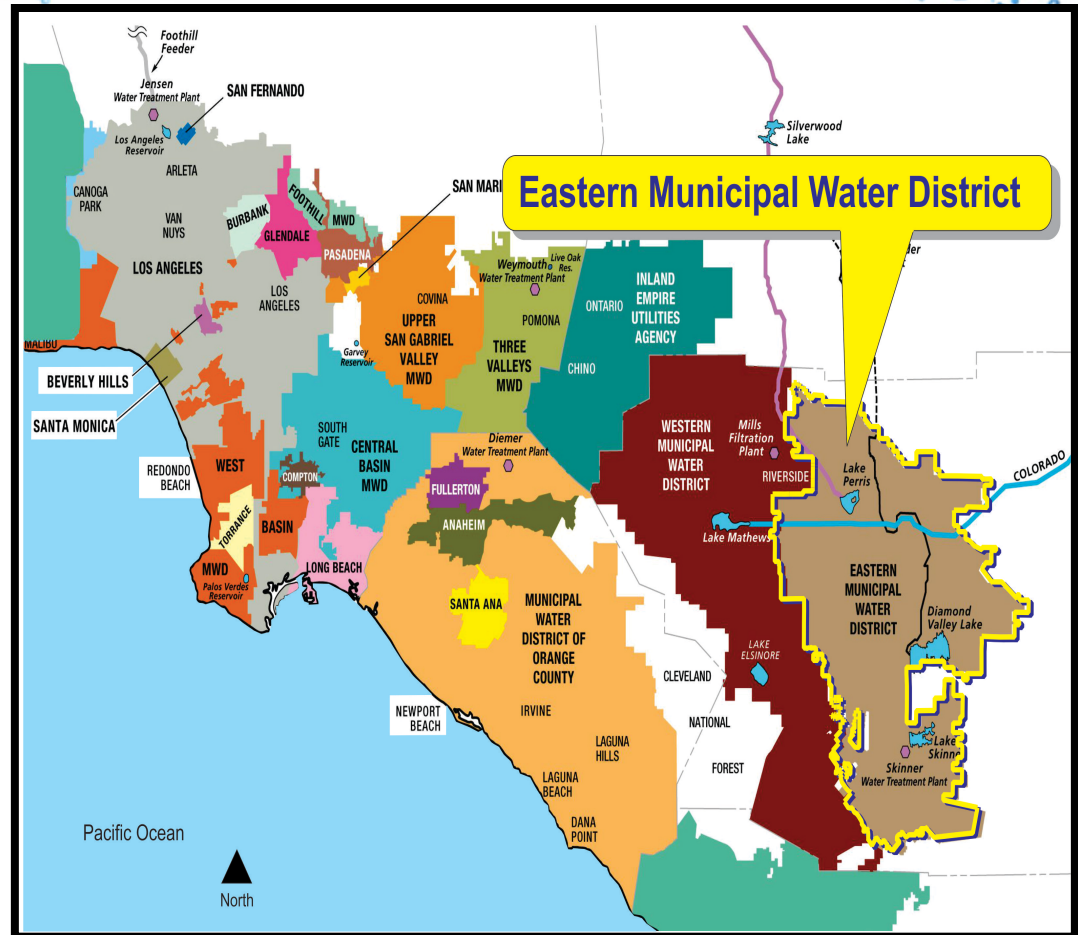 Foothill
Feeder
Jensen
Water Treatment Plant
SAN FERNANDO
Los Angeles
Reservoir
ARLETA
CANOGA
PARK
VAN
NUYS
BURBANK
FOOTHILL
MWD
GLENDALE
PASADENA
SAN MARI
LOS ANGELES
LOS
ANGELES
Silverwood
Lake
Eastern Municipal Water District
Weymouth
Water Treatment Plant
Live Oak
Res.
COVINA
UPPER
SAN GABRIEL
VALLEY
MWD
POMONA
THREE
VALLEYS
MWD
ONTARIO
INLAND
EMPIRE
UTILITIES
AGENCY
CHINO
Garvey
Reservoir
MALIBU
BEVERLY HILLS
SANTA MONICA
REDONDO
BEACH
WEST
BASIN
MWD
TORRANCE
Palos Verdes
Reservoir
COMPTON
SOUTH
GATE
CENTRAL
BASIN
MWD
LONG BEACH
Diemer
Water Treatment Plant
FULLERTON
ANAHEIM
SANTA ANA
MUNICIPAL
WATER
DISTRICT OF
ORANGE
COUNTY
WESTERN
MUNICIPAL
WATER
DISTRICT
Mills
Filtration
Plant
RIVERSIDE
Lake
Perris
COLORADO
Lake Mathews
EASTERN
MUNICIPAL
WATER
DISTRICT
Diamond
Valley Lake
LAKE
ELSINORE
CLEVELAND
NATIONAL
FOREST
NEWPORT
BEACH
IRVINE
LAGUNA
HILLS
LAGUNA
BEACH
DANA
POINT
Lake
Skinne
Skinner
Water Treatment Plant
Pacific Ocean
North